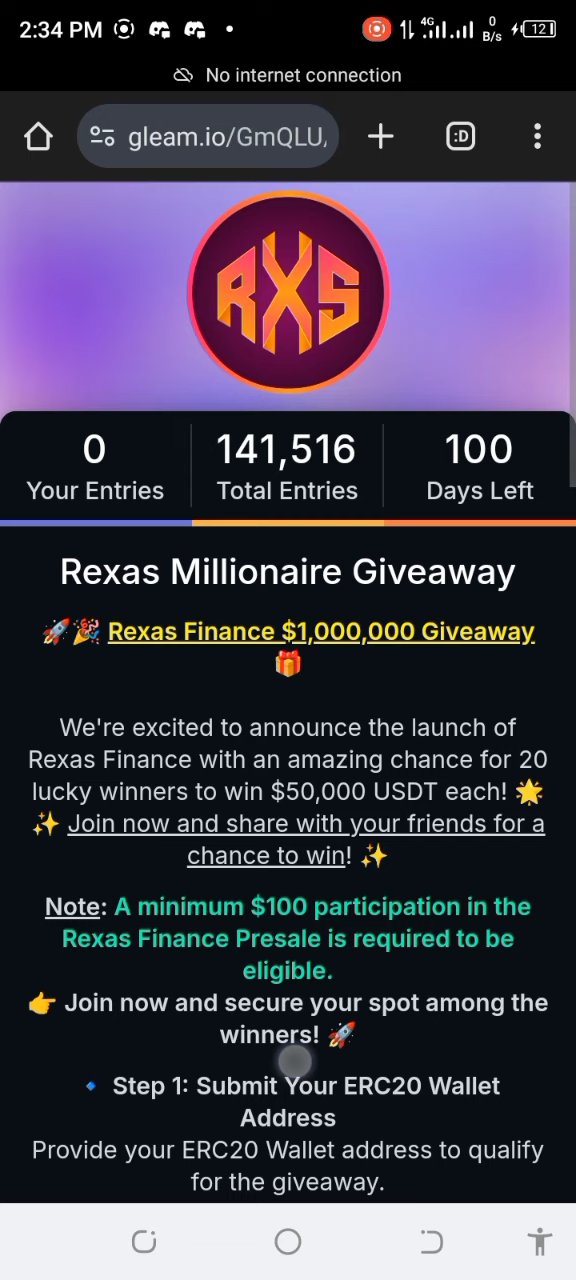 2:34 PM 4G 0 B/s 12
No internet connection
:D
gleam.io/GmQLU
RXS
0 141,516 100
Your Entries Total Entries Days Left
Rexas Millionaire Giveaway
🚀🎉 Rexas Finance $1,000,000 Giveaway
🎁
We're excited to announce the launch of
Rexas Finance with an amazing chance for 20
lucky winners to win $50,000 USDT each! 🌟
✨ Join now and share with your friends for a
chance to win! ✨
Note: A minimum $100 participation in the
Rexas Finance Presale is required to be
eligible.
👉 Join now and secure your spot among the
winners! 🚀
🔹 Step 1: Submit Your ERC20 Wallet
Address
Provide your ERC20 Wallet address to qualify
for the giveaway.